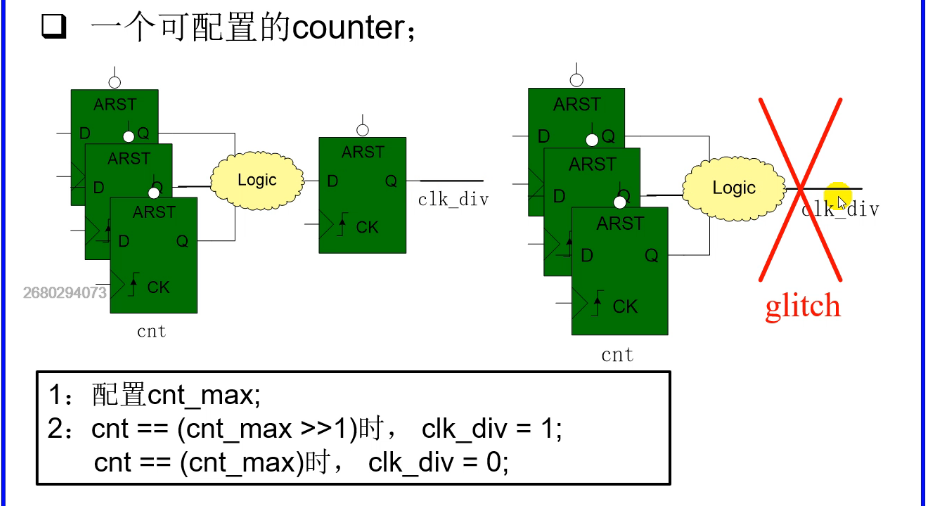 ❑ 一个可配置的counter；
ARST
D
Q
ARST
D
Q
ARST
D
Q
CK
cnt
Logic
ARST
D
Q
CK
clk_div
ARST
D
Q
ARST
D
Q
ARST
D
Q
CK
cnt
Logic
clk_div
glitch
2680294073
1：配置cnt_max;
2：cnt == (cnt_max >>1)时， clk_div = 1;
cnt == (cnt_max)时， clk_div = 0;